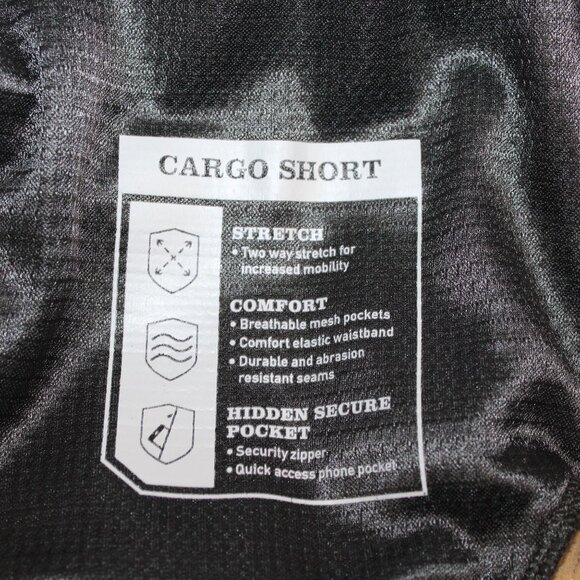 CARGO SHORT
STRETCH
• Two way stretch for
increased mobility
COMFORT
• Breathable mesh pockets
• Comfort elastic waistband
• Durable and abrasion
resistant seams
HIDDEN SECURE
POCKET
• Security zipper
• Quick access phone pocket